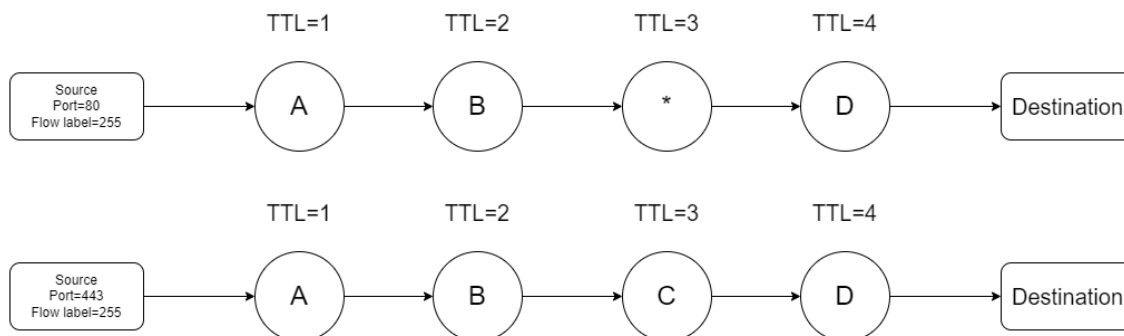 TTL=1 TTL=2 TTL=3 TTL=4
Source
Port=80
Flow label=255
A B * D Destination
TTL=1 TTL=2 TTL=3 TTL=4
Source
Port=443
Flow label=255
A B C D Destination